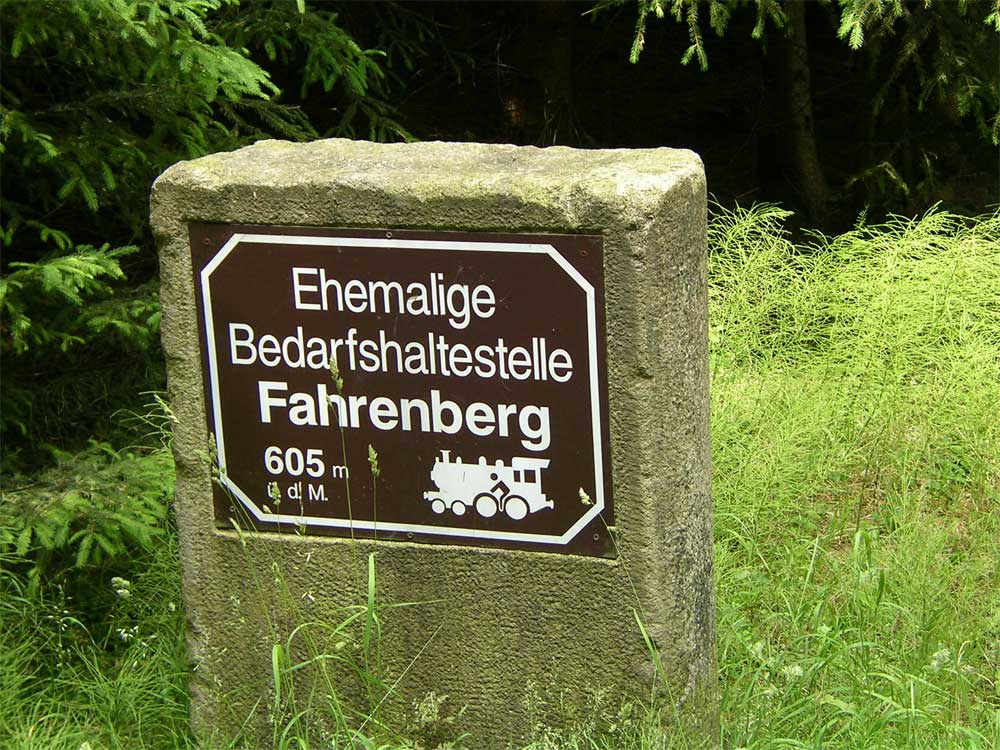 Ehemalige
Bedarfshaltestelle
Fahrenberg
605 m
ü. d. M.